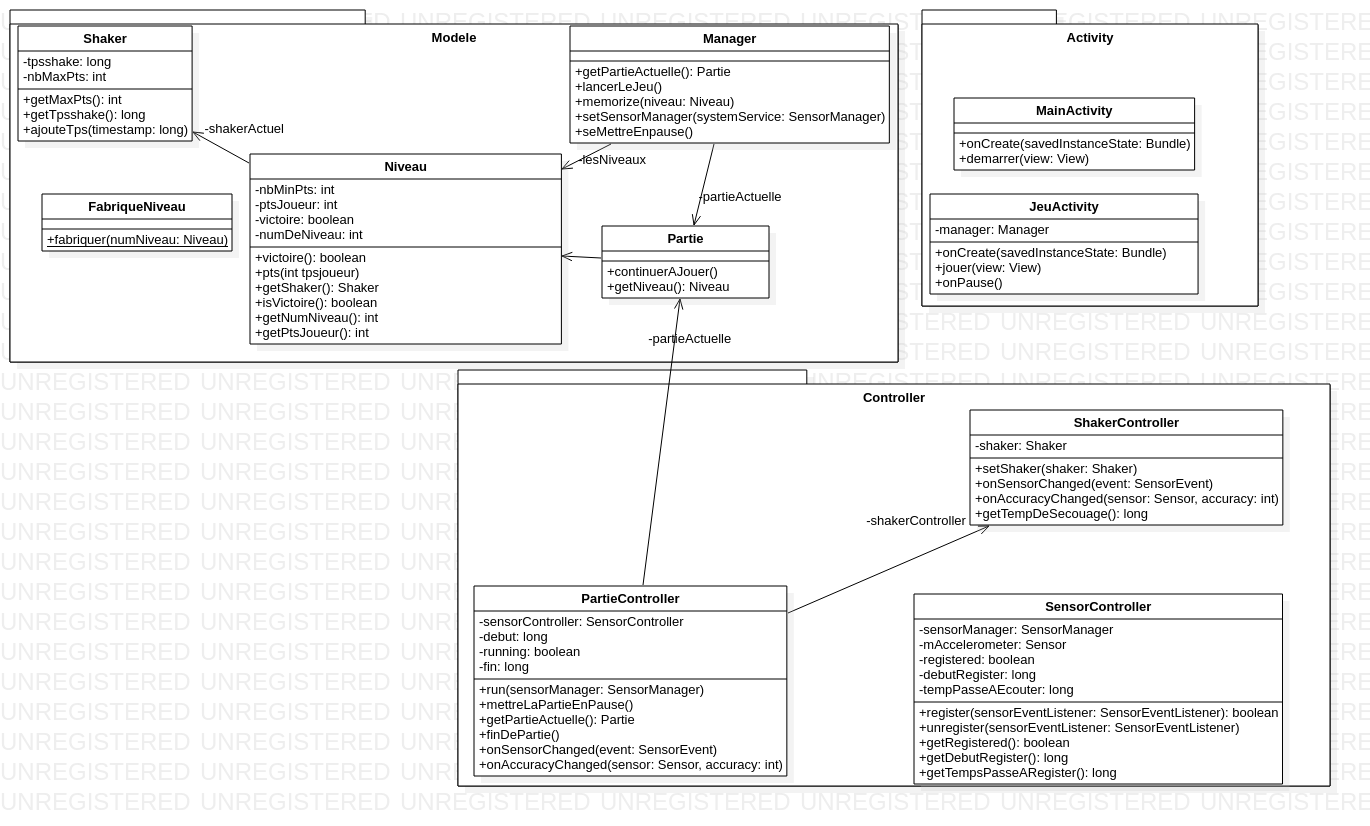 Modele
Shaker
-tpsshake: long
-nbMaxPts: int
+getMaxPts(): int
+getTpsshake(): long
+ajouteTps(timestamp: long)
-shakerActuel
Manager
+getPartieActuelle(): Partie
+lancerLeJeu()
+memorize(niveau: Niveau)
+setSensorManager(systemService: SensorManager)
+seMettreEnpause()
-lesNiveaux
-partieActuelle
FabriqueNiveau
+fabriquer(numNiveau: Niveau)
Niveau
-nbMinPts: int
-ptsJoueur: int
-victoire: boolean
-numDeNiveau: int
+victoire(): boolean
+pts(int tpsjoueur)
+getShaker(): Shaker
+isVictoire(): boolean
+getNumNiveau(): int
+getPtsJoueur(): int
Partie
+continuerAJouer()
+getNiveau(): Niveau
-partieActuelle
Activity
MainActivity
+onCreate(savedInstanceState: Bundle)
+demarrer(view: View)
JeuActivity
-manager: Manager
+onCreate(savedInstanceState: Bundle)
+jouer(view: View)
+onPause()
Controller
ShakerController
-shaker: Shaker
+setShaker(shaker: Shaker)
+onSensorChanged(event: SensorEvent)
+onAccuracyChanged(sensor: Sensor, accuracy: int)
+getTempDeSecouage(): long
-shakerController
PartieController
-sensorController: SensorController
-debut: long
-running: boolean
-fin: long
+run(sensorManager: SensorManager)
+mettreLaPartieEnPause()
+getPartieActuelle(): Partie
+finDePartie()
+onSensorChanged(event: SensorEvent)
+onAccuracyChanged(sensor: Sensor, accuracy: int)
SensorController
-sensorManager: SensorManager
-mAccelerometer: Sensor
-registered: boolean
-debutRegister: long
-tempPasseAEcouter: long
+register(sensorEventListener: SensorEventListener): boolean
+unregister(sensorEventListener: SensorEventListener)
+getRegistered(): boolean
+getDebutRegister(): long
+getTempsPasseARegister(): long
UNREGISTERED